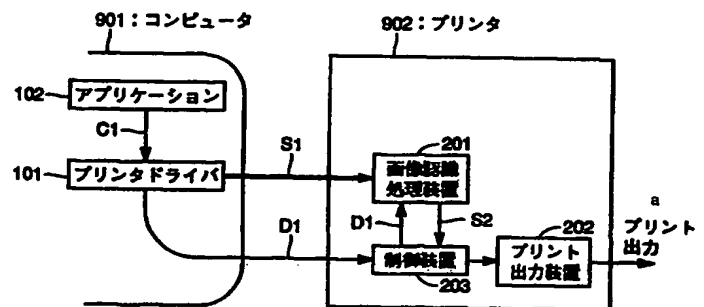 901：コンピュータ
902：プリンタ
102
アプリケーション
C1
S1
201
101
プリンタドライバ
画像認識
処理装置
a
D1
D1
S2
202
プリント
出力
制御装置
プリント
出力装置
203